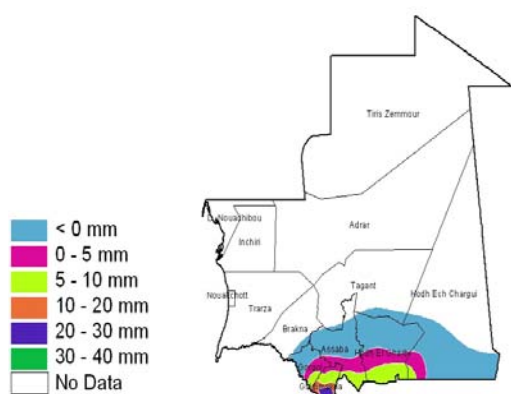 Tiris Zemmour
D. Nouadhibou
Inchiri
Adrar
< 0 mm
0 - 5 mm
5 - 10 mm
10 - 20 mm
20 - 30 mm
30 - 40 mm
No Data
Nouakchott
Trarza
Tagant
Hodh Ech Chargui
Brakna
Assaba